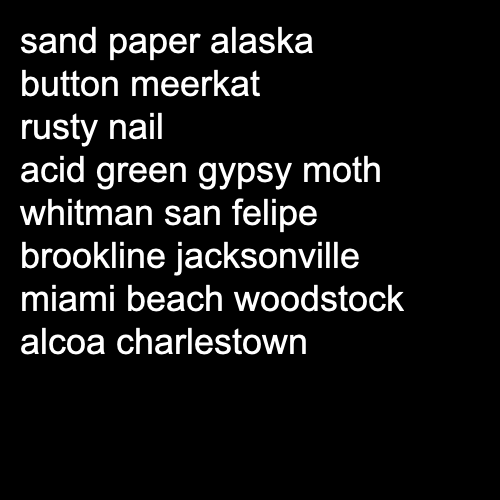 sand paper alaska
button meerkat
rusty nail
acid green gypsy moth
whitman san felipe
brookline jacksonville
miami beach woodstock
alcoa charlestown